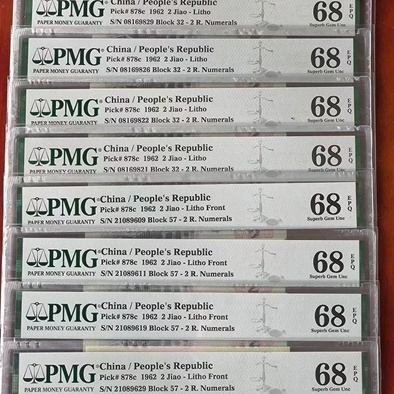 China / People's Republic
Pick# 878c 1962 2 Jiao - Litho
S/N 08169829 Block 32 - 2 R. Numerals
68 EPQ
Superb Gem Unc
PMG
PAPER MONEY GUARANTY
China / People's Republic
Pick# 878c 1962 2 Jiao - Litho
S/N 08169826 Block 32 - 2 R. Numerals
68 EPQ
Superb Gem Unc
PMG
PAPER MONEY GUARANTY
China / People's Republic
Pick# 878c 1962 2 Jiao - Litho
S/N 08169822 Block 32 - 2 R. Numerals
68 EPQ
Superb Gem Unc
PMG
PAPER MONEY GUARANTY
China / People's Republic
Pick# 878c 1962 2 Jiao - Litho
S/N 08169821 Block 32 - 2 R. Numerals
68 EPQ
Superb Gem Unc
PMG
PAPER MONEY GUARANTY
China / People's Republic
Pick# 878c 1962 2 Jiao - Litho Front
S/N 21089609 Block 57 - 2 R. Numerals
68 EPQ
Superb Gem Unc
PMG
PAPER MONEY GUARANTY
China / People's Republic
Pick# 878c 1962 2 Jiao - Litho Front
S/N 21089611 Block 57 - 2 R. Numerals
68 EPQ
Superb Gem Unc
PMG
PAPER MONEY GUARANTY
China / People's Republic
Pick# 878c 1962 2 Jiao - Litho Front
S/N 21089619 Block 57 - 2 R. Numerals
68 EPQ
Superb Gem Unc
PMG
PAPER MONEY GUARANTY
China / People's Republic
Pick# 878c 1962 2 Jiao - Litho Front
S/N 21089629 Block 57 - 2 R. Numerals
68 EPQ
Superb Gem Unc